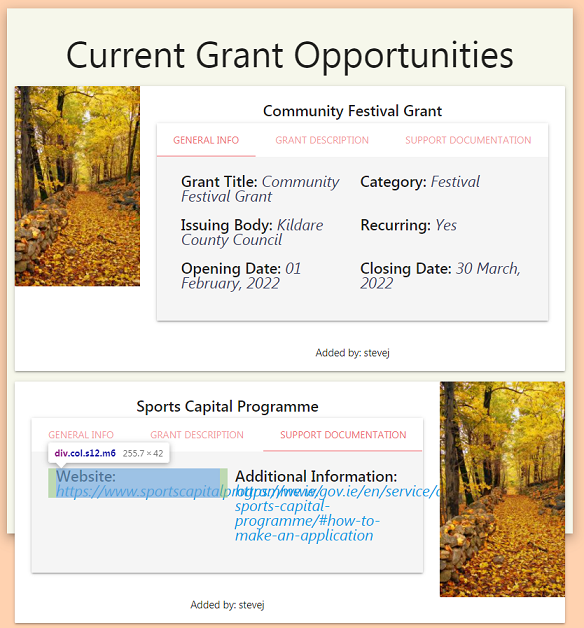 Current Grant Opportunities
Community Festival Grant
GENERAL INFO GRANT DESCRIPTION SUPPORT DOCUMENTATION
Grant Title: Community
Festival Grant
Category: Festival
Issuing Body: Kildare
County Council
Recurring: Yes
Opening Date: 01
February, 2022
Closing Date: 30 March,
2022
Added by: stevej
Sports Capital Programme
GENERAL INFO GRANT DESCRIPTION SUPPORT DOCUMENTATION
div.col.s12.m6 255.7 × 42
Website:
https://www.sportscapitalprogramme.ie
Additional Information:
https://www.gov.ie/en/service/
sports-capital-
programme/#how-to-
make-an-application
Added by: stevej